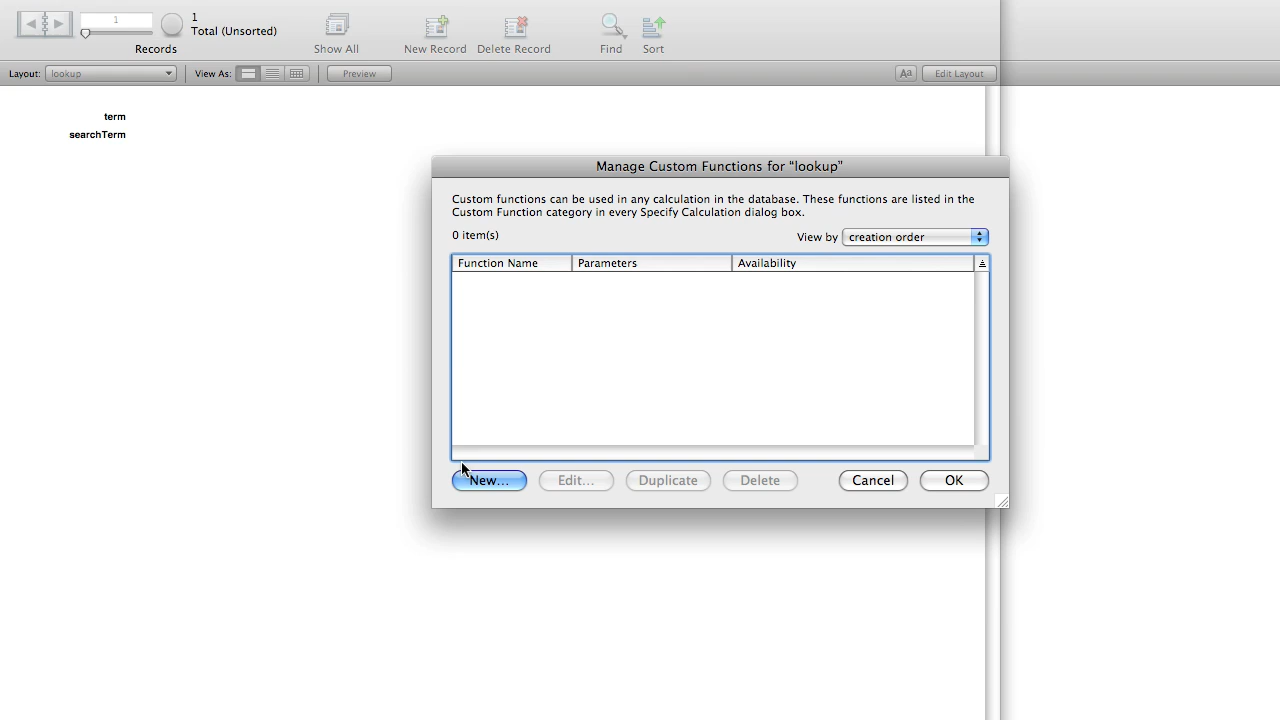 1
1
Total (Unsorted)
Records
Show All
New Record
Delete Record
Find
Sort
Layout: lookup
View As:
Preview
Aa
Edit Layout
term
searchTerm
Manage Custom Functions for “lookup”
Custom functions can be used in any calculation in the database. These functions are listed in the
Custom Function category in every Specify Calculation dialog box.
0 item(s)
View by creation order
Function Name Parameters Availability
New... Edit... Duplicate Delete Cancel OK